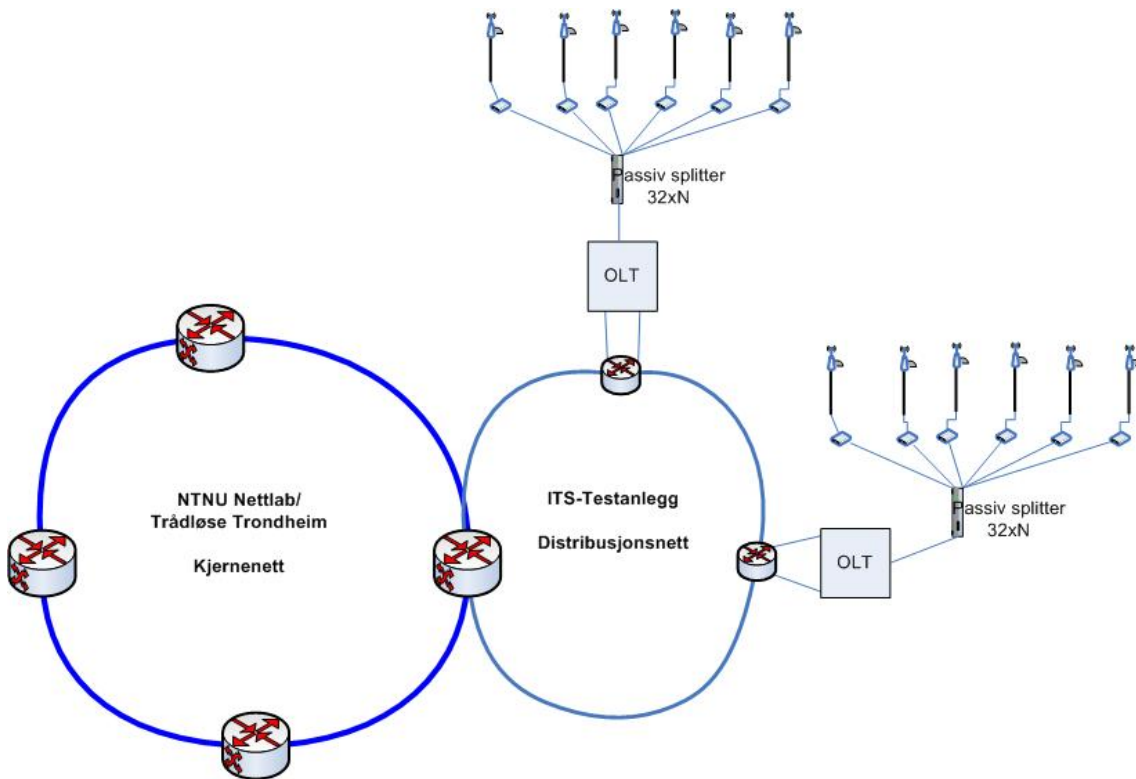 Passiv splitter
32xN
OLT
NTNU Nettlab/
Trådløse Trondheim
Kjernenett
ITS-Testanlegg
Distribusjonsnett
Passiv splitter
32xN
OLT